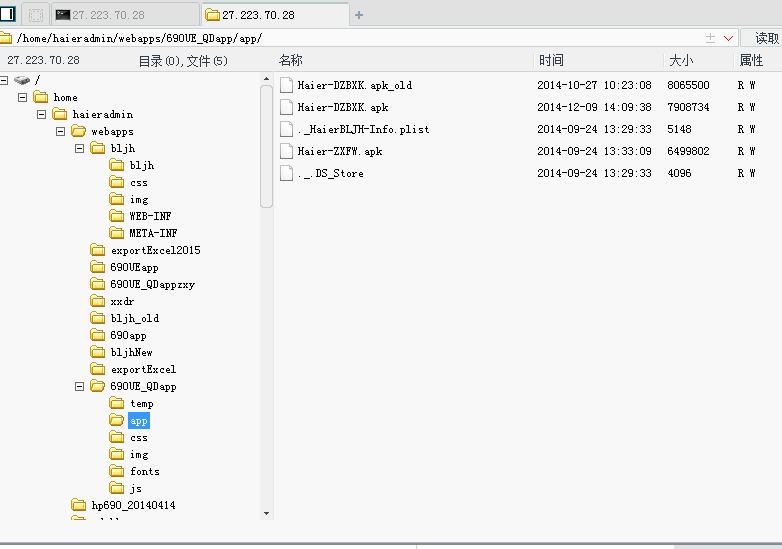 27.223.70.28
27.223.70.28
/home/haieradmin/webapps/690UE_QDapp/app/
读取
27.223.70.28 目录(0),文件(5)
名称 时间 大小 属性
/
home
haieradmin
webapps
bljh
bljh
css
img
WEB-INF
META-INF
exportExcel2015
690UEapp
690UE_QDappzxy
xxdr
bljh_old
690app
bljhNew
exportExcel
690UE_QDapp
temp
app
css
img
fonts
js
hp690_20140414
Haier-DZBXK.apk_old 2014-10-27 10:23:08 8065500 R W
Haier-DZBXK.apk 2014-12-09 14:09:38 7908734 R W
._HaierBLJH-Info.plist 2014-09-24 13:29:33 5148 R W
Haier-ZXFW.apk 2014-09-24 13:33:09 6499802 R W
._.DS_Store 2014-09-24 13:29:33 4096 R W